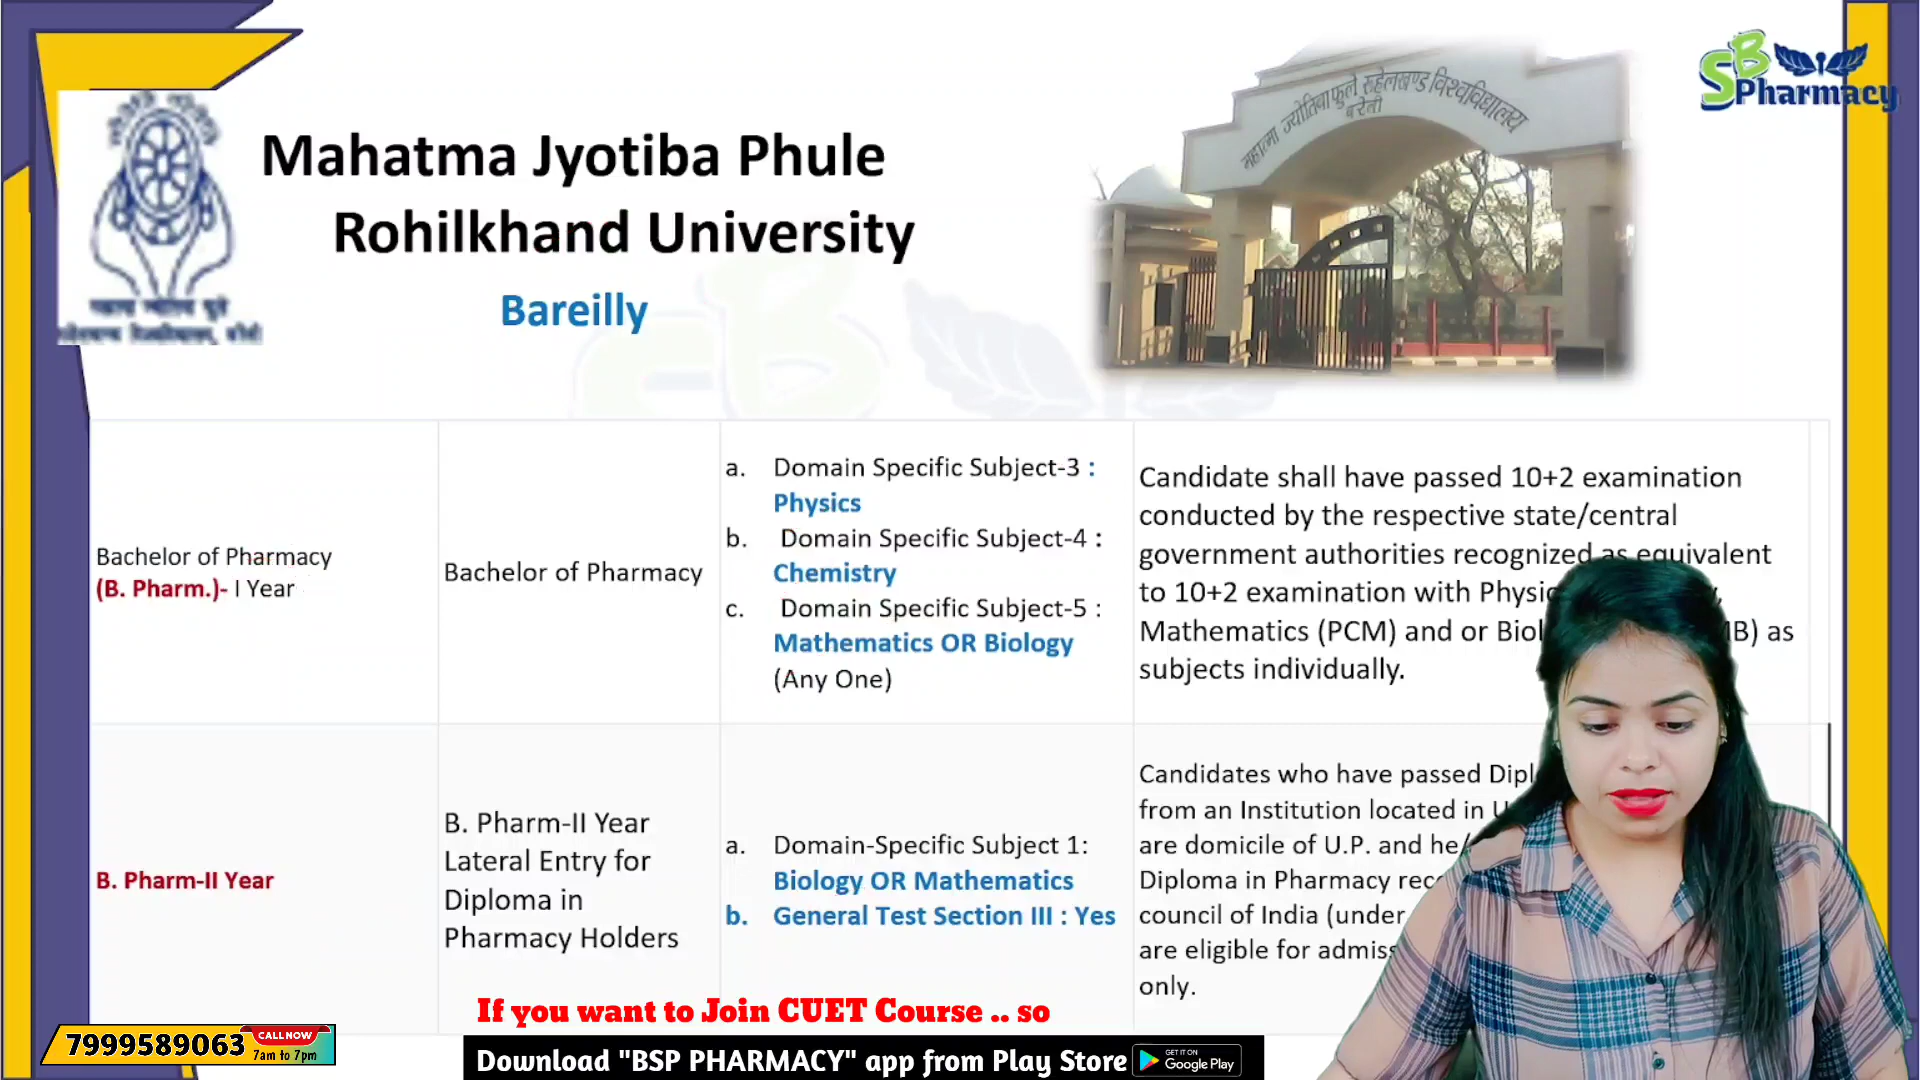 SB Pharmacy
महात्मा ज्योतिबा फुले रुहेलखण्ड विश्वविद्यालय
बरेली
Mahatma Jyotiba Phule
Rohilkhand University
Bareilly
Bachelor of Pharmacy
(B. Pharm.)- I Year
Bachelor of Pharmacy
a. Domain Specific Subject-3 :
Physics
b. Domain Specific Subject-4 :
Chemistry
c. Domain Specific Subject-5 :
Mathematics OR Biology
(Any One)
Candidate shall have passed 10+2 examination
conducted by the respective state/central
government authorities recognized as equivalent
to 10+2 examination with
Mathematics (PCM) and or as
subjects individually.
B. Pharm-II Year
B. Pharm-II Year
Lateral Entry for
Diploma in
Pharmacy Holders
a. Domain-Specific Subject 1:
Biology OR Mathematics
b. General Test Section III : Yes
Candidates who have passed
from an Institution located in
are domicile of U.P. and
Diploma in Pharmacy
council of India (under
are eligible for
only.
If you want to Join CUET Course .. so
Download "BSP PHARMACY" app from Play Store
GET IT ON
Google Play
7999589063
CALL NOW
7am to 7pm